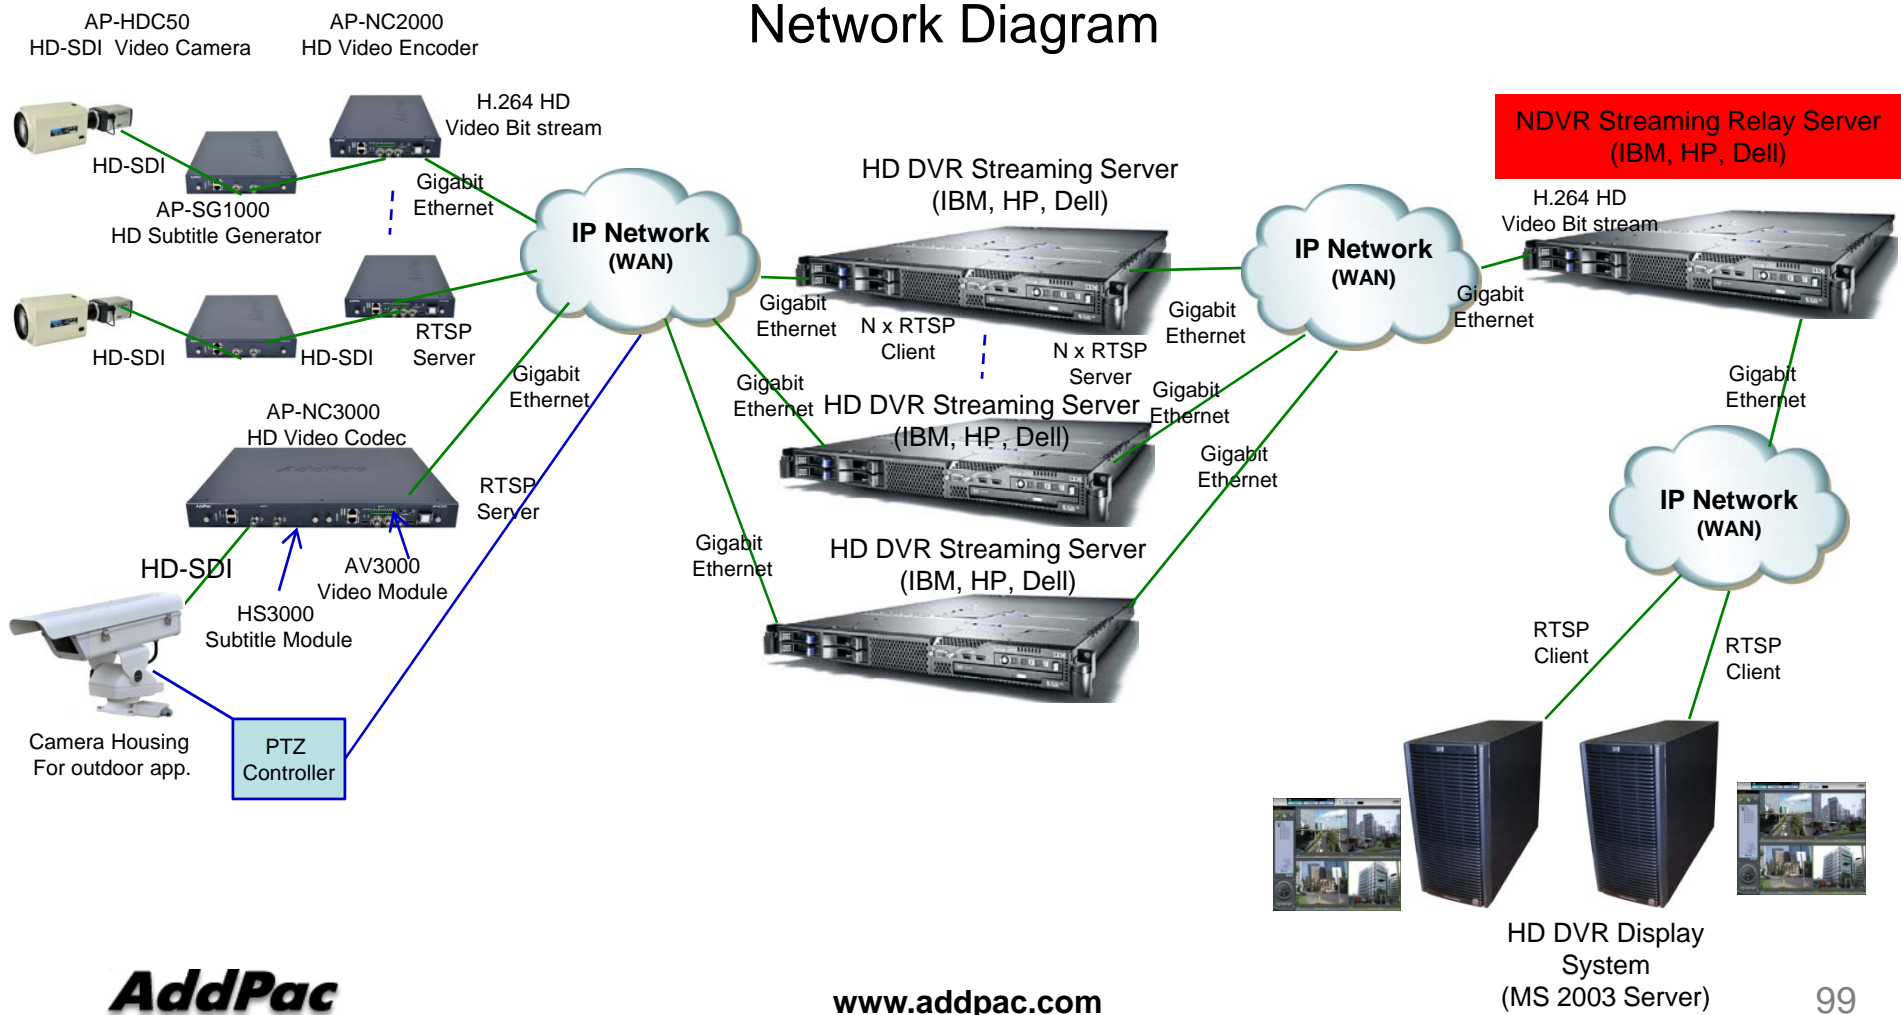 Network Diagram
AP-HDC50
HD-SDI  Video Camera
AP-NC2000
HD Video Encoder
H.264 HD
Video Bit stream
HD-SDI
AP-SG1000
HD Subtitle Generator
Gigabit
Ethernet
IP Network
(WAN)
HD DVR Streaming Server
(IBM, HP, Dell)
IP Network
(WAN)
NDVR Streaming Relay Server
(IBM, HP, Dell)
H.264 HD
Video Bit stream
HD-SDI
HD-SDI
RTSP
Server
Gigabit
Ethernet
N x RTSP
Client
N x RTSP
Server
Gigabit
Ethernet
Gigabit
Ethernet
Gigabit
Ethernet
Gigabit
Ethernet
HD DVR Streaming Server
(IBM, HP, Dell)
Gigabit
Ethernet
Gigabit
Ethernet
Gigabit
Ethernet
AP-NC3000
HD Video Codec
AddPac
RTSP
Server
IP Network
(WAN)
HD-SDI
AV3000
Video Module
HS3000
Subtitle Module
Gigabit
Ethernet
HD DVR Streaming Server
(IBM, HP, Dell)
RTSP
Client
RTSP
Client
Camera Housing
For outdoor app.
PTZ
Controller
HD DVR Display
System
(MS 2003 Server)
AddPac
www.addpac.com
99